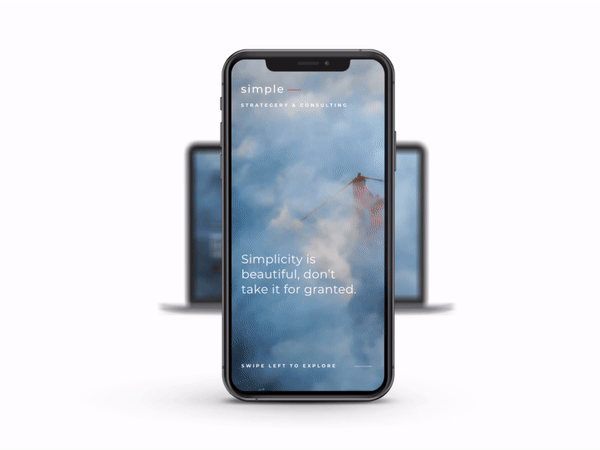 simple
STRATEGERY & CONSULTING
Simplicity is
beautiful, don't
take it for granted.
SWIPE LEFT TO EXPLORE